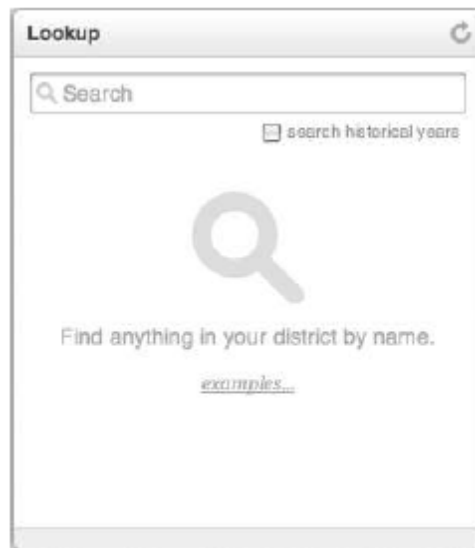 Lookup
Search
search historical years
Find anything in your district by name.
examples...